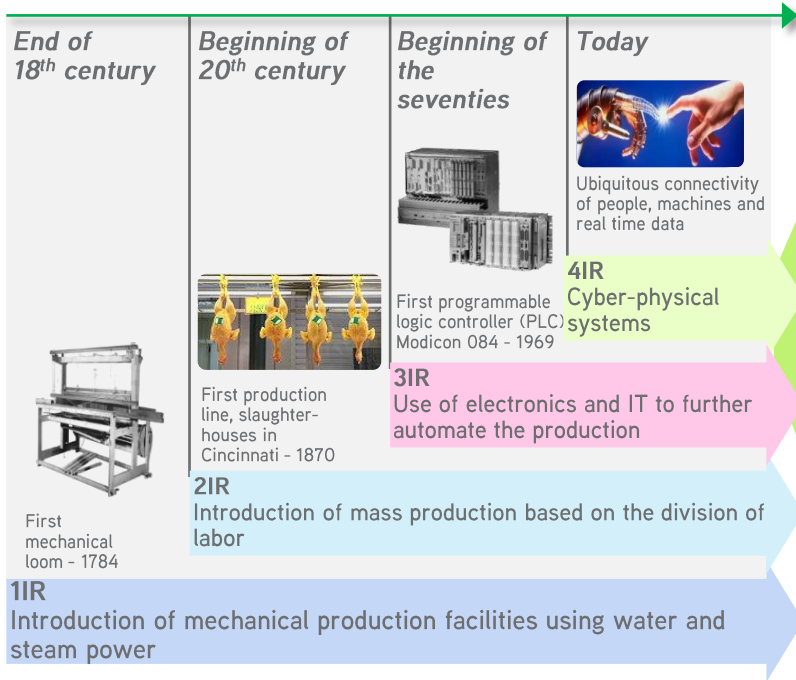 End of
18th century
Beginning of
20th century
Beginning of
the
seventies
Today
Ubiquitous connectivity
of people, machines and
real time data
4IR
Cyber-physical
systems
First programmable
logic controller (PLC)
Modicon 084 - 1969
3IR
Use of electronics and IT to further
automate the production
First production
line, slaughter-
houses in
Cincinnati - 1870
2IR
Introduction of mass production based on the division of
labor
First
mechanical
loom - 1784
1IR
Introduction of mechanical production facilities using water and
steam power